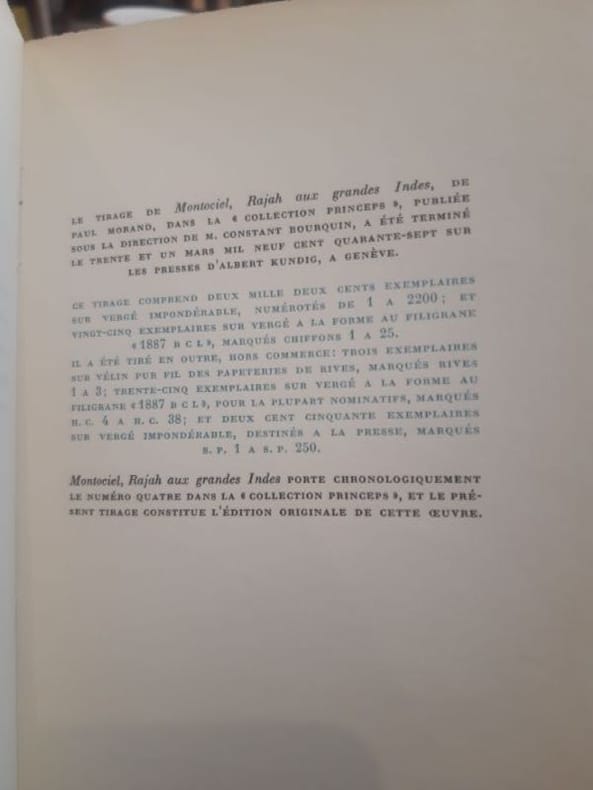 LE TIRAGE DE Montociel, Rajah aux grandes Indes, DE
PAUL MORAND, DANS LA « COLLECTION PRINCEPS », PUBLIÉE
SOUS LA DIRECTION DE M. CONSTANT BOURQUIN, A ÉTÉ TERMINÉ
LE TRENTE ET UN MARS MIL NEUF CENT QUARANTE-SEPT SUR
LES PRESSES D'ALBERT KUNDIG, A GENÈVE.
CE TIRAGE COMPREND DEUX MILLE DEUX CENTS EXEMPLAIRES
SUR VERGÉ IMPONDÉRABLE, NUMÉROTÉS DE 1 A 2200; ET
VINGT-CINQ EXEMPLAIRES SUR VERGÉ A LA FORME AU FILIGRANE
« 1887 B C L », MARQUÉS CHIFFONS 1 A 25.
IL A ÉTÉ TIRÉ EN OUTRE, HORS COMMERCE: TROIS EXEMPLAIRES
SUR VÉLIN PUR FIL DES PAPETERIES DE RIVES, MARQUÉS RIVES
1 A 3; TRENTE-CINQ EXEMPLAIRES SUR VERGÉ A LA FORME AU
FILIGRANE « 1887 B C L », POUR LA PLUPART NOMINATIFS, MARQUÉS
H.C. 4 A H.C. 38; ET DEUX CENT CINQUANTE EXEMPLAIRES
SUR VERGÉ IMPONDÉRABLE, DESTINÉS A LA PRESSE, MARQUÉS
S.P. 1 A S.P. 250.
Montociel, Rajah aux grandes Indes PORTE CHRONOLOGIQUEMENT
LE NUMÉRO QUATRE DANS LA « COLLECTION PRINCEPS », ET LE PRÉ-
SENT TIRAGE CONSTITUE L'ÉDITION ORIGINALE DE CETTE ŒUVRE.